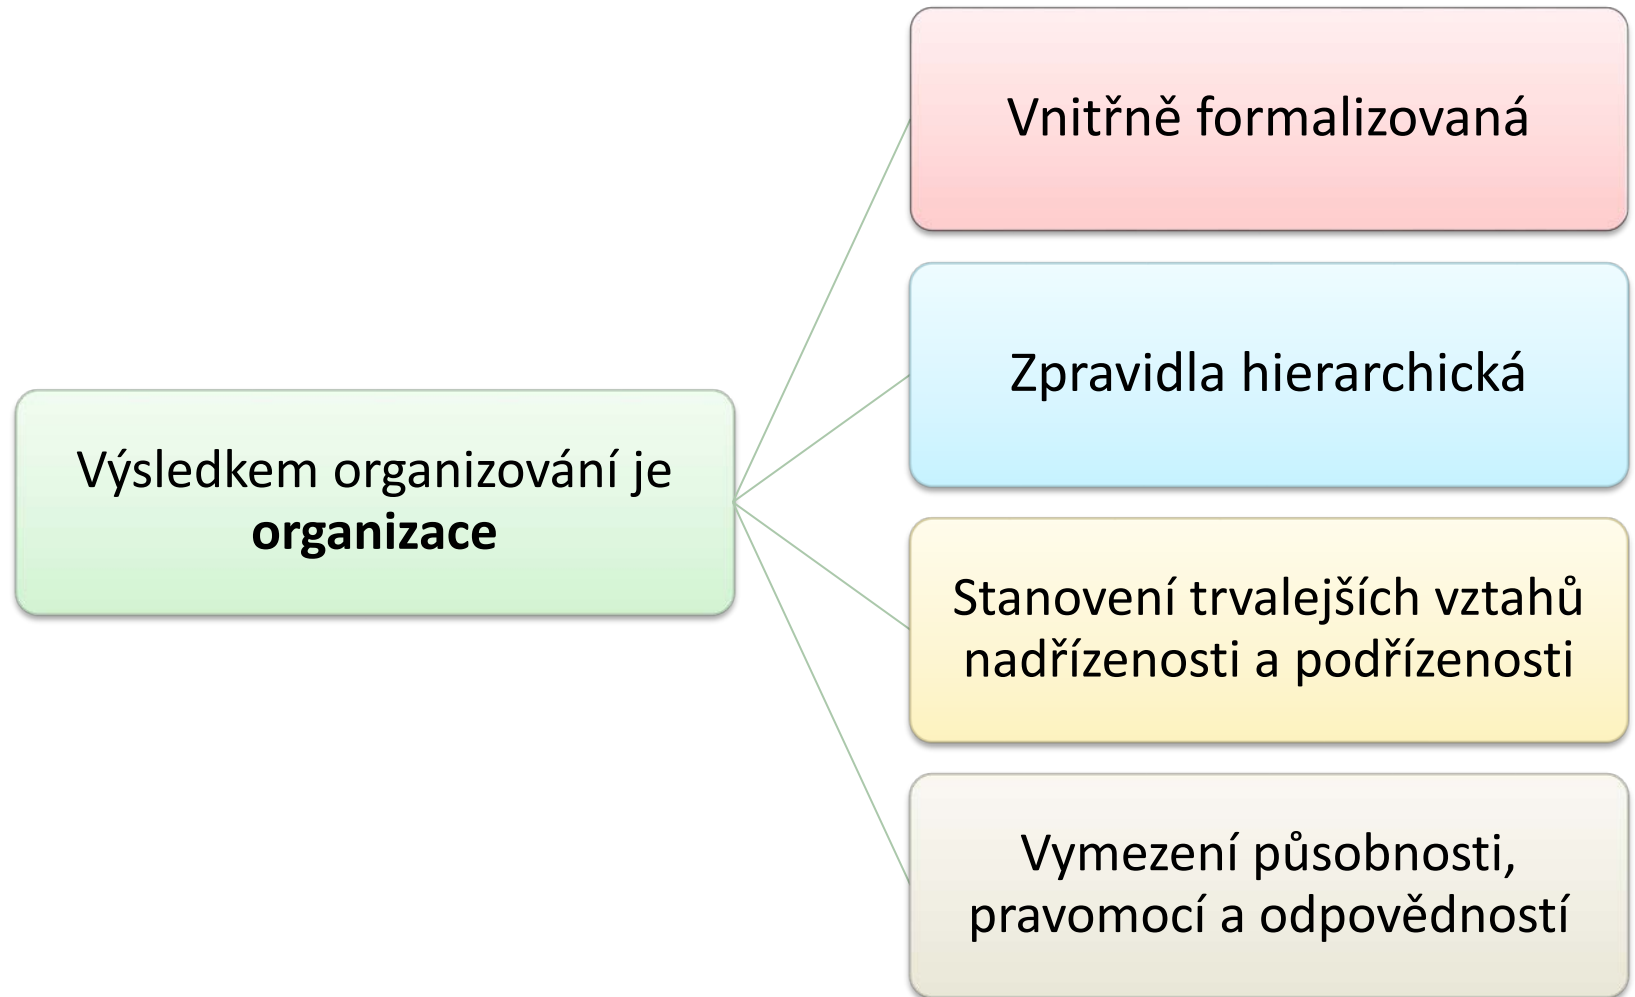 Vnitřně formalizovaná
Zpravidla hierarchická
Výsledkem organizování je
organizace
Stanovení trvalejších vztahů
nadřízenosti a podřízenosti
Vymezení působnosti,
pravomocí a odpovědností